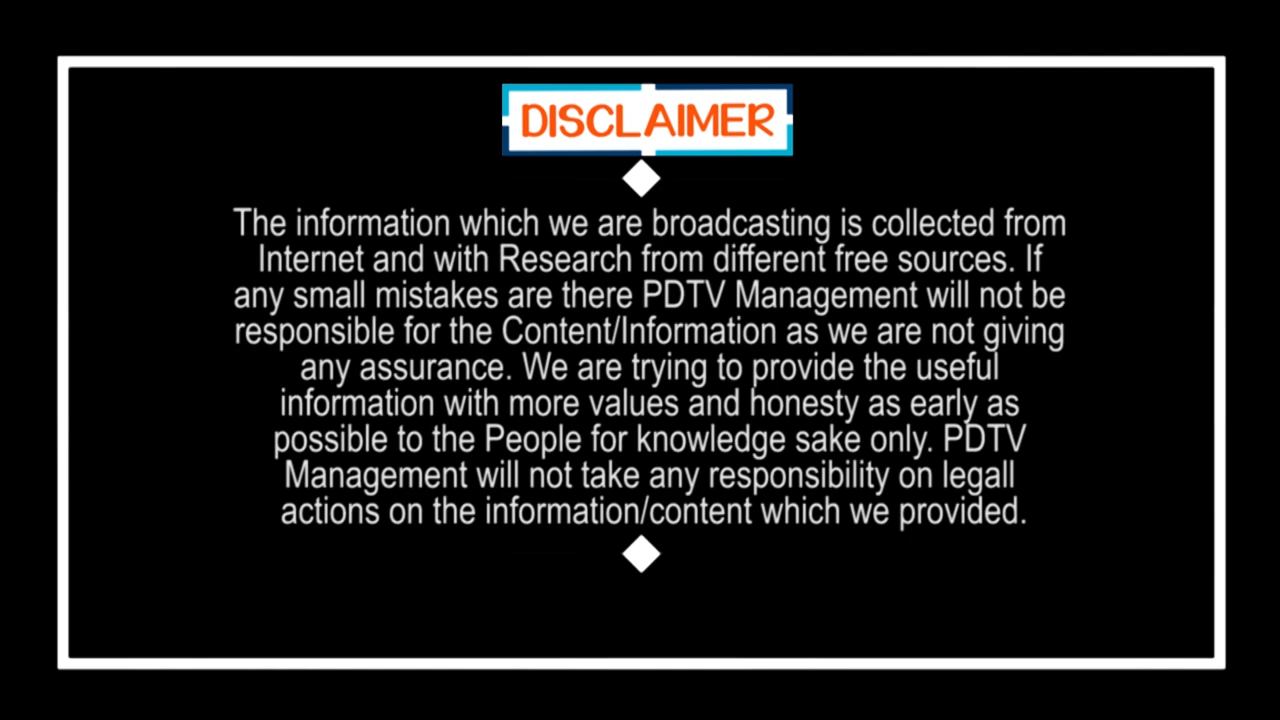 DISCLAIMER
The information which we are broadcasting is collected from
Internet and with Research from different free sources. If
any small mistakes are there PDTV Management will not be
responsible for the Content/Information as we are not giving
any assurance. We are trying to provide the useful
information with more values and honesty as early as
possible to the People for knowledge sake only. PDTV
Management will not take any responsibility on legall
actions on the information/content which we provided.